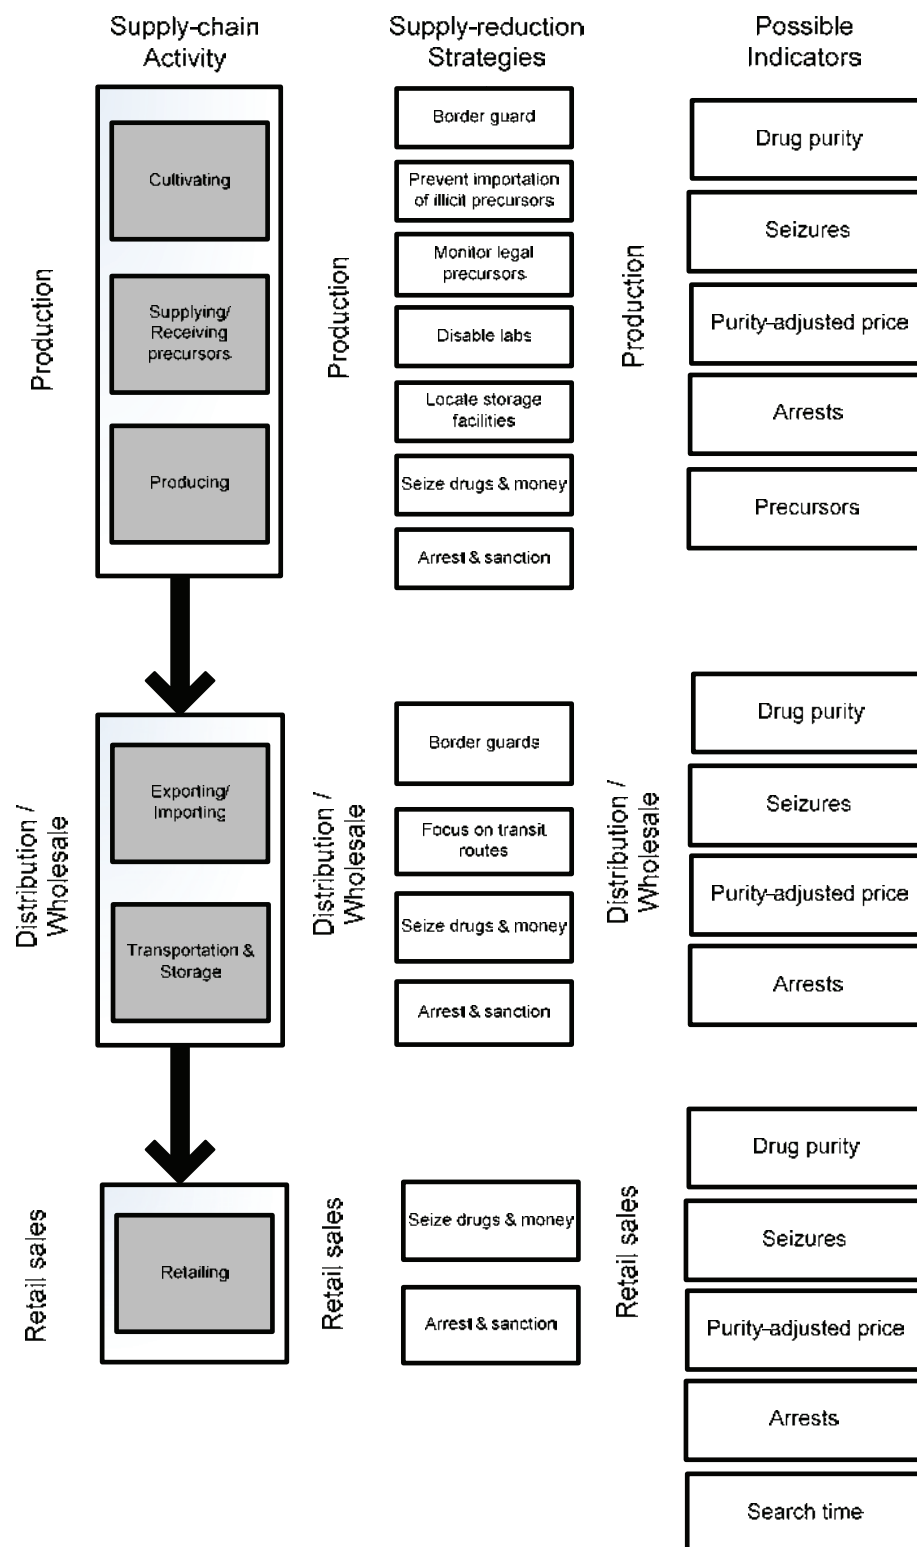 Supply-chain
Activity
Supply-reduction
Strategies
Possible
Indicators
Production
Cultivating
Supplying/
Receiving
precursors
Producing
Production
Border guard
Prevent importation
of illicit precursors
Monitor legal
precursors
Disable labs
Locate storage
facilities
Seize drugs & money
Arrest & sanction
Production
Drug purity
Seizures
Purity-adjusted price
Arrests
Precursors
Distribution /
Wholesale
Exporting/
Importing
Transportation &
Storage
Distribution /
Wholesale
Border guards
Focus on transit
routes
Seize drugs & money
Arrest & sanction
Distribution /
Wholesale
Drug purity
Seizures
Purity-adjusted price
Arrests
Retail sales
Retailing
Retail sales
Seize drugs & money
Arrest & sanction
Retail sales
Drug purity
Seizures
Purity-adjusted price
Arrests
Search time